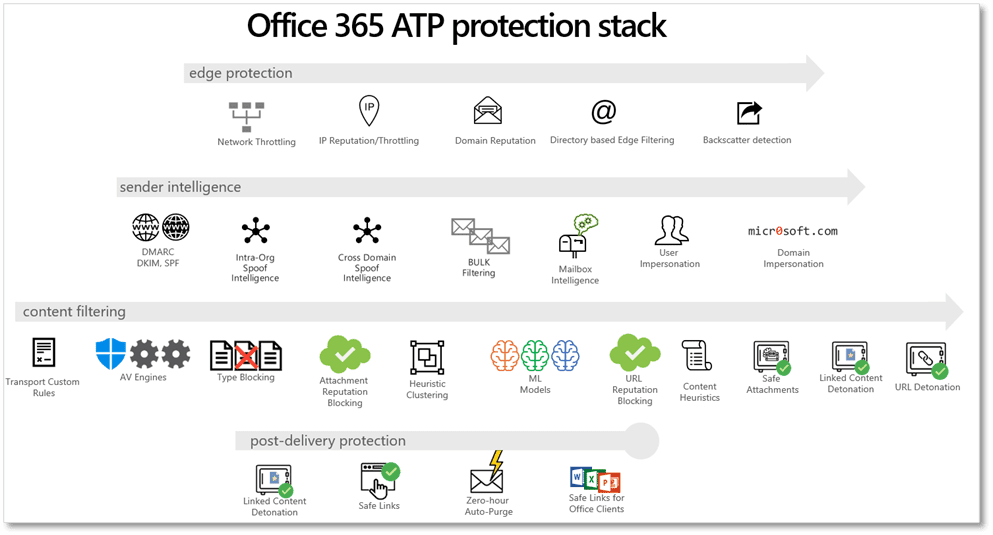 Office 365 ATP protection stack
edge protection
IP
Network Throttling
IP Reputation/Throttling
Domain Reputation
@
Directory based Edge Filtering
Backscatter detection
sender intelligence
WWW
WWW
DMARC
DKIM, SPF
Intra-Org
Spoof
Intelligence
Cross Domain
Spoof
Intelligence
BULK
Filtering
Mailbox
Intelligence
User
Impersonation
micr0soft.com
Domain
Impersonation
content filtering
Transport Custom
Rules
AV Engines
Type Blocking
Attachment
Reputation
Blocking
Heuristic
Clustering
ML
Models
URL
Reputation
Blocking
Content
Heuristics
Safe
Attachments
Linked Content
Detonation
URL Detonation
post-delivery protection
Linked Content
Detonation
Safe Links
Zero-hour
Auto-Purge
W X P
Safe Links for
Office Clients